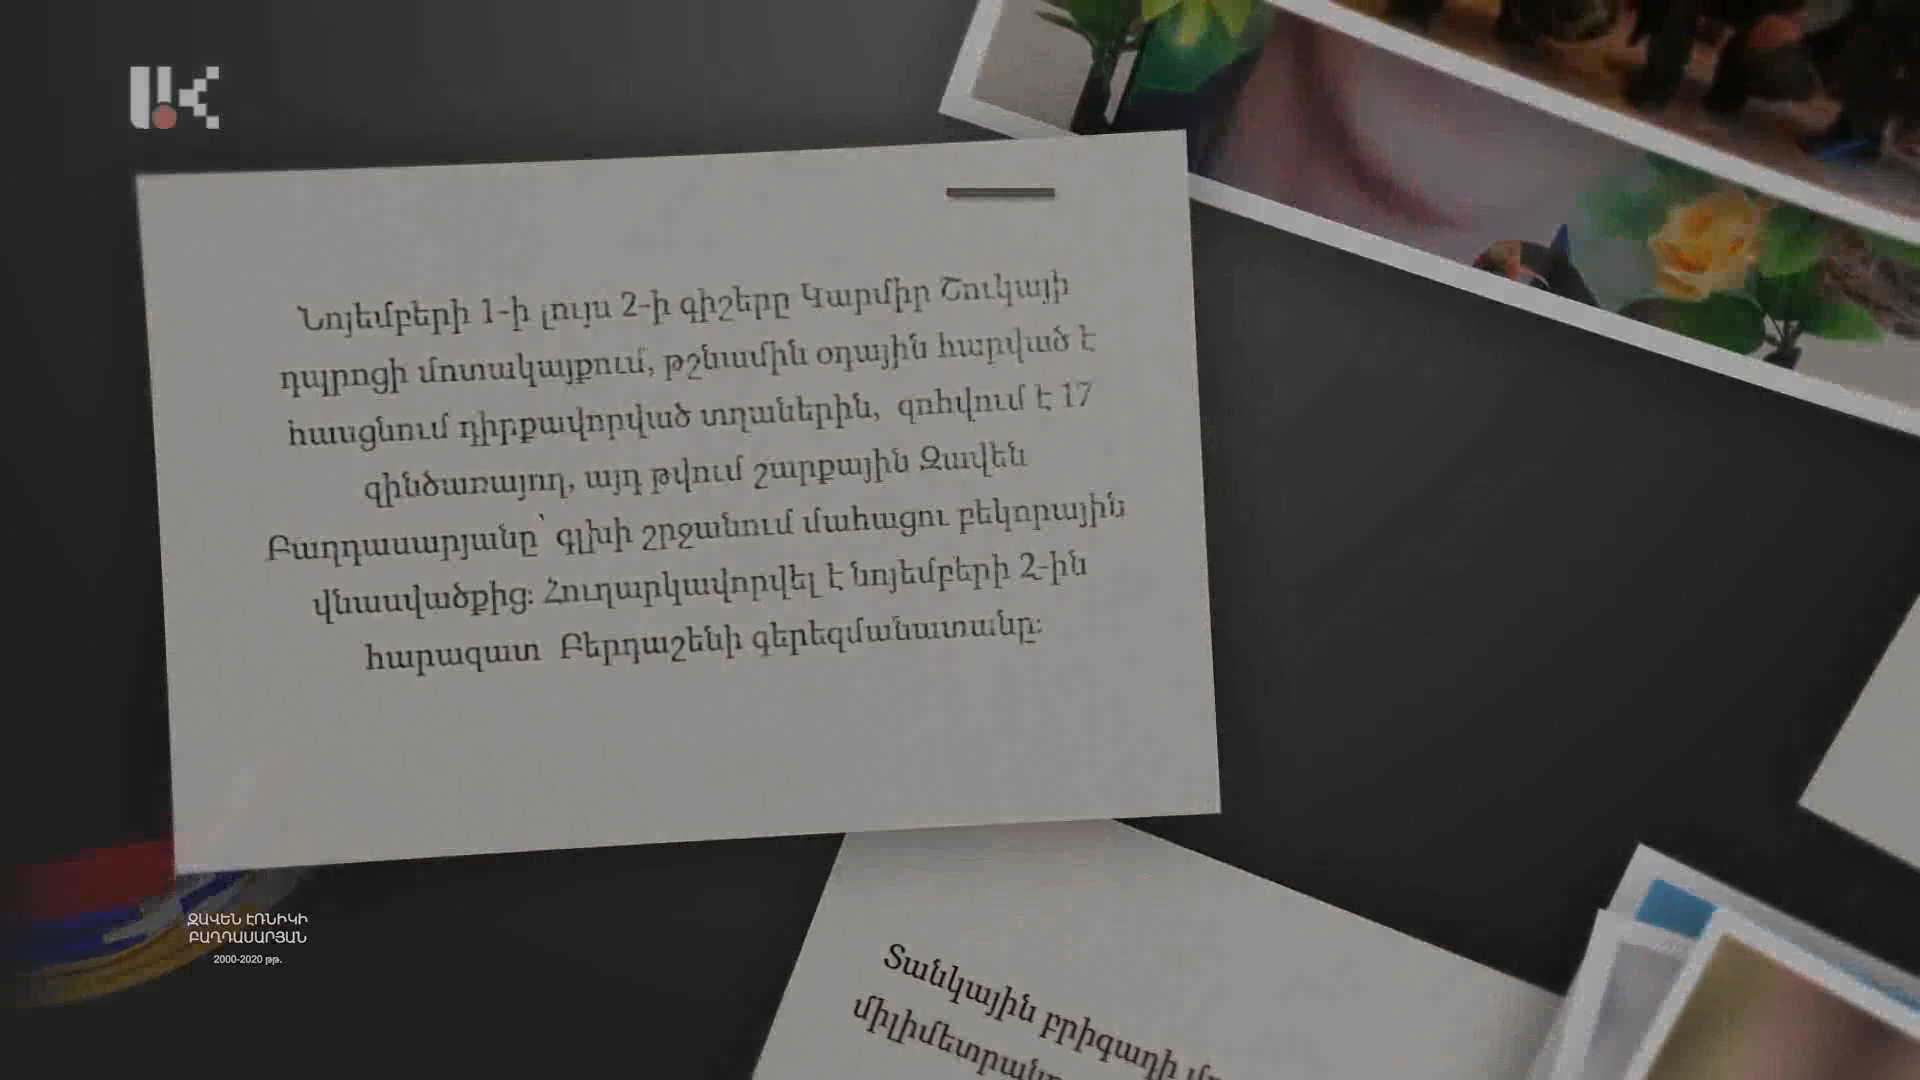 Նոյեմբերի 1-ի լույս 2-ի գիշերը Կարմիր Շուկայի
դպրոցի մոտակայքում, թշնամին օդային հարված է
հասցնում դիրքավորված տղաներին, զոհվում է 17
զինծառայող, այդ թվում շարքային Զավեն
Բաղդասարյանը՝ գլխի շրջանում մահացու բեկորային
վնասվածքից։ Հուղարկավորվել է նոյեմբերի 2-ին
հարազատ Բերդաշենի գերեզմանատանը։
Տանկային բրիգադի
ԶԱՎԵՆ ԷՌՆԻԿԻ
ԲԱՂԴԱՍԱՐՅԱՆ
2000-2020 թթ.